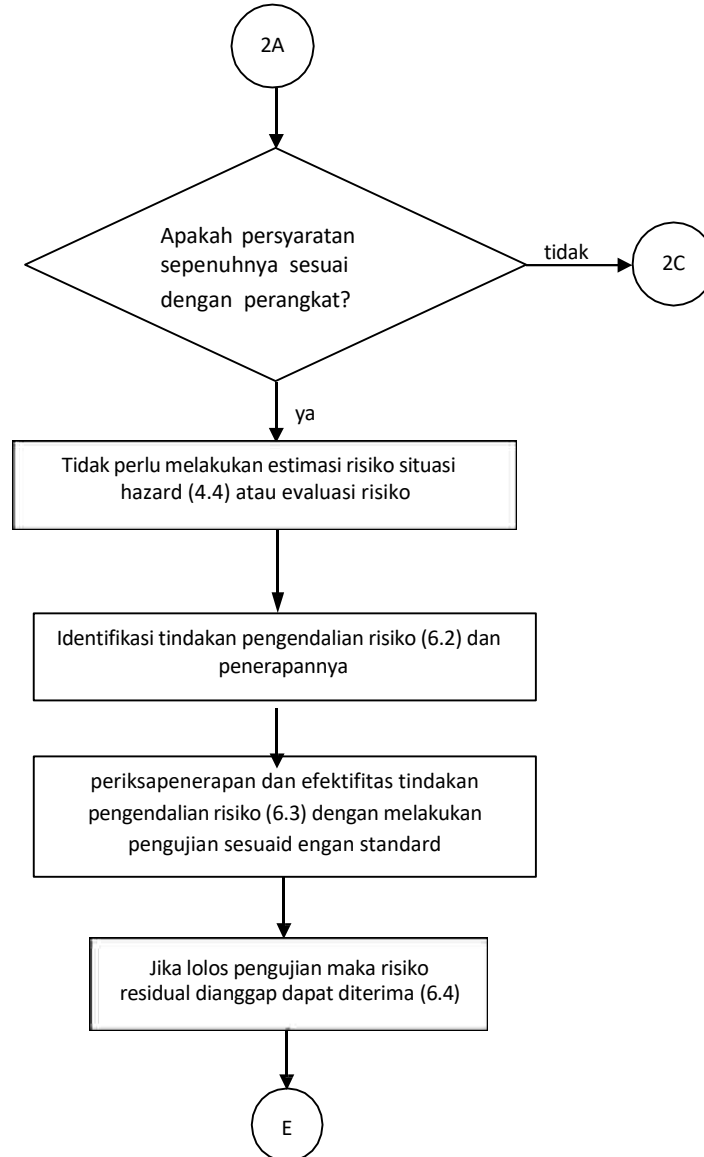 2A
Apakah persyaratan
sepenuhnya sesuai
dengan perangkat?
tidak
2C
ya
Tidak perlu melakukan estimasi risiko situasi
hazard (4.4) atau evaluasi risiko
Identifikasi tindakan pengendalian risiko (6.2) dan
penerapannya
periksapenerapan dan efektifitas tindakan
pengendalian risiko (6.3) dengan melakukan
pengujian sesuaid engan standard
Jika lolos pengujian maka risiko
residual dianggap dapat diterima (6.4)
E